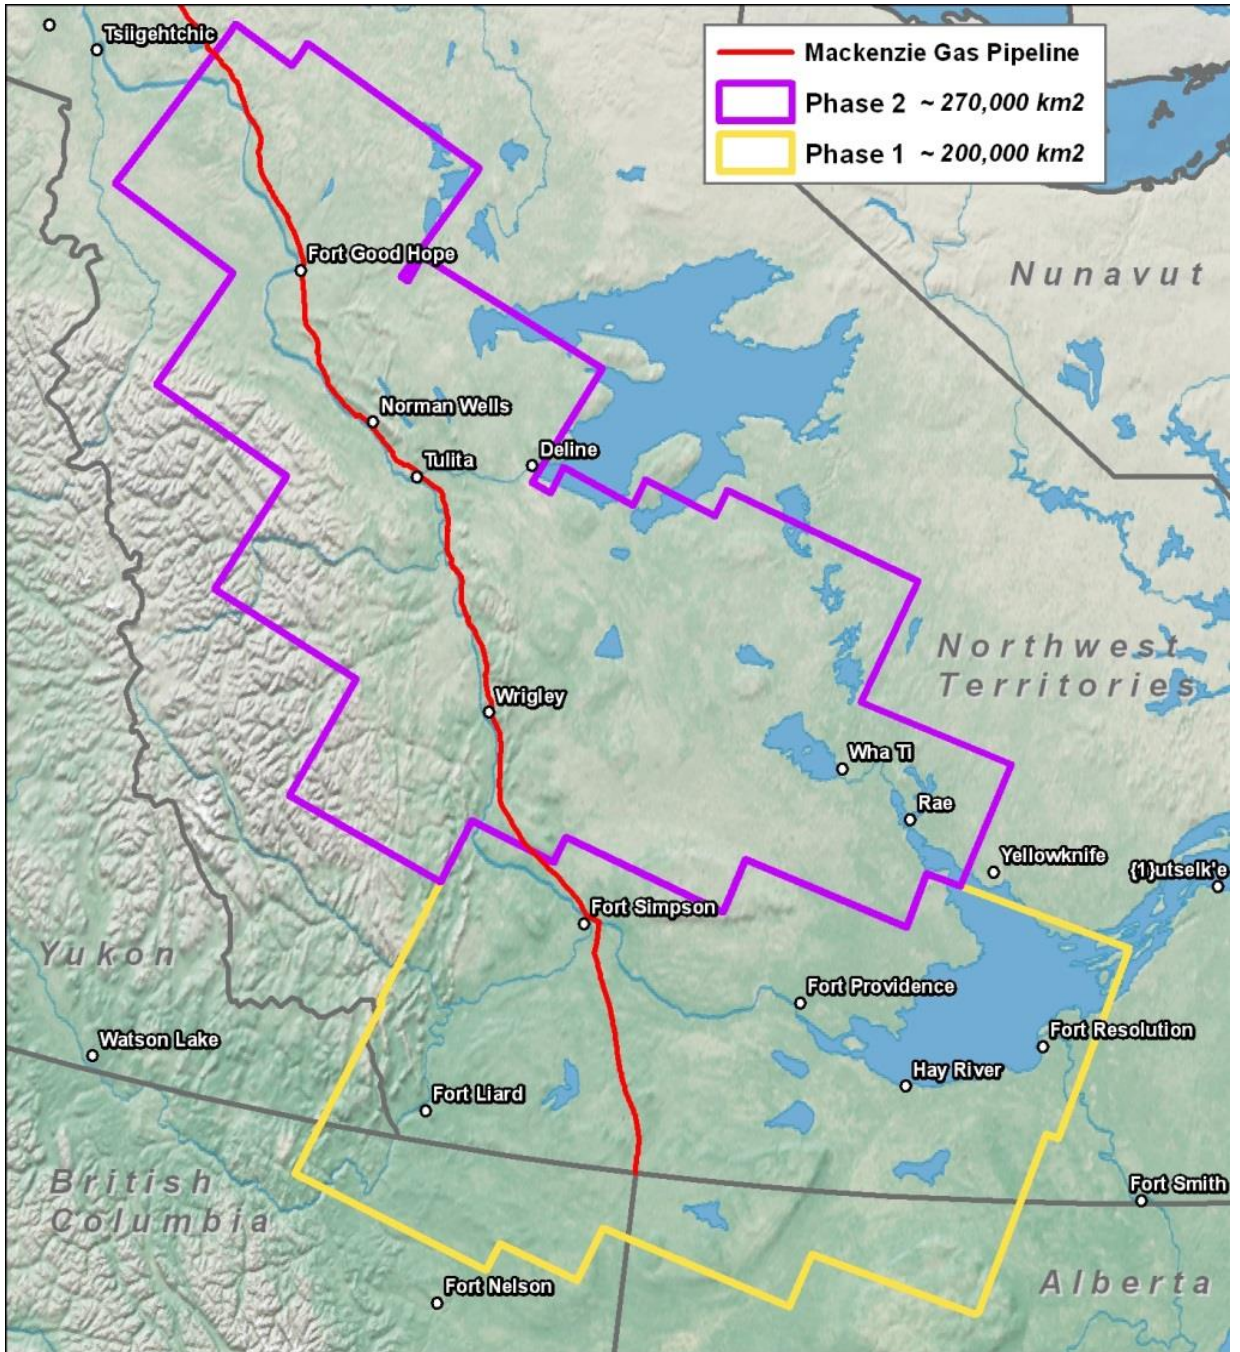 Tsiigehtchic
Mackenzie Gas Pipeline
Phase 2 ~ 270,000 km2
Phase 1 ~ 200,000 km2
Fort Good Hope
Nunavut
Norman Wells
Deline
Tulita
Northwest
Territories
Wrigley
Wha Ti
Rae
Yellowknife
{1}utselk'e
Fort Simpson
Yukon
Fort Providence
Watson Lake
Fort Resolution
Hay River
Fort Liard
British
Columbia
Fort Smith
Fort Nelson
Alberta